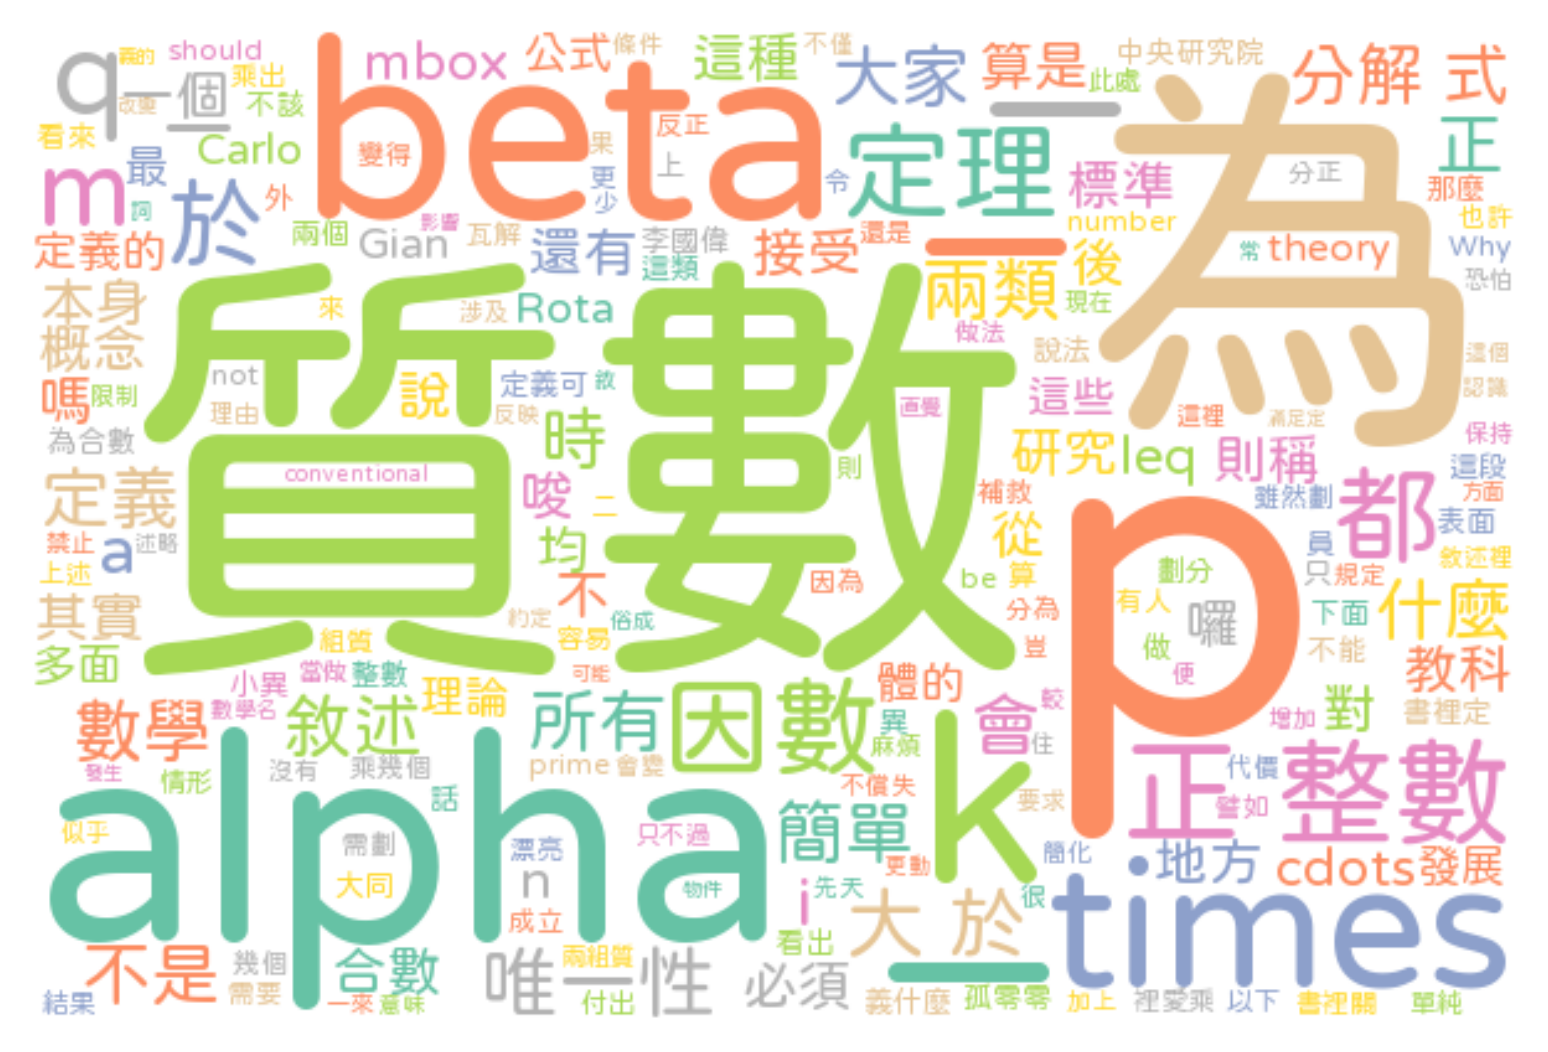 q
義的
should
乘出
一個
改變
不該
看來
Carlo
beta
mbox
公式
條件
這種
不僅
大家
算是
中央研究院
此處
分解
式
為
一
正
變得
反正
果
上
更
少
令
定理
標準
分正
那麼
也許
m
最
詞
於
外
兩個
影響
Gian
瓦解
還有
李國偉
這類
接受
還是
一
number
後
常
theory
Why
恐怕
定義的
本身
概念
質數
來
涉及
Rota
兩類
現在
做法
說法
這個
認識
嗎
限制
not
理由
說
定義可
敘
反映
時
直覺
這些
這裡
滿足定
為合數
conventional
唆
二
則
研究
leq
則稱
保持
這段
方面
定義
禁止
a
述略
上述
均
不
補救
從
雖然劃
都
表面
員
p
因為
be
算
劃分
只
規定
敘述裡
其實
多面
組質
約定
容易
俗成
可能
分為
豈
有人
囉
做
便
下面
什麼
不能
教科
小異
當做
整數
數學名
理論
體的
數學
敘述
所有
因數
異
麻煩
會
較
住
增加
對
書裡定
發生
情形
沒有
乘幾個
prime
會變
不償失
k
要求
正整數
代價
譬如
alpha
似乎
話
需劃
大同
漂亮
n
成立
只不過
物件
簡單
更動
i
先天
看出
簡化
地方
cdots
發展
很
大於
times
不是
幾個
需要
合數
唯一性
兩組質
付出
必須
一
結果
一來
意味
義什麼
孤零零
加上
裡愛乘
以下
書裡關
單純